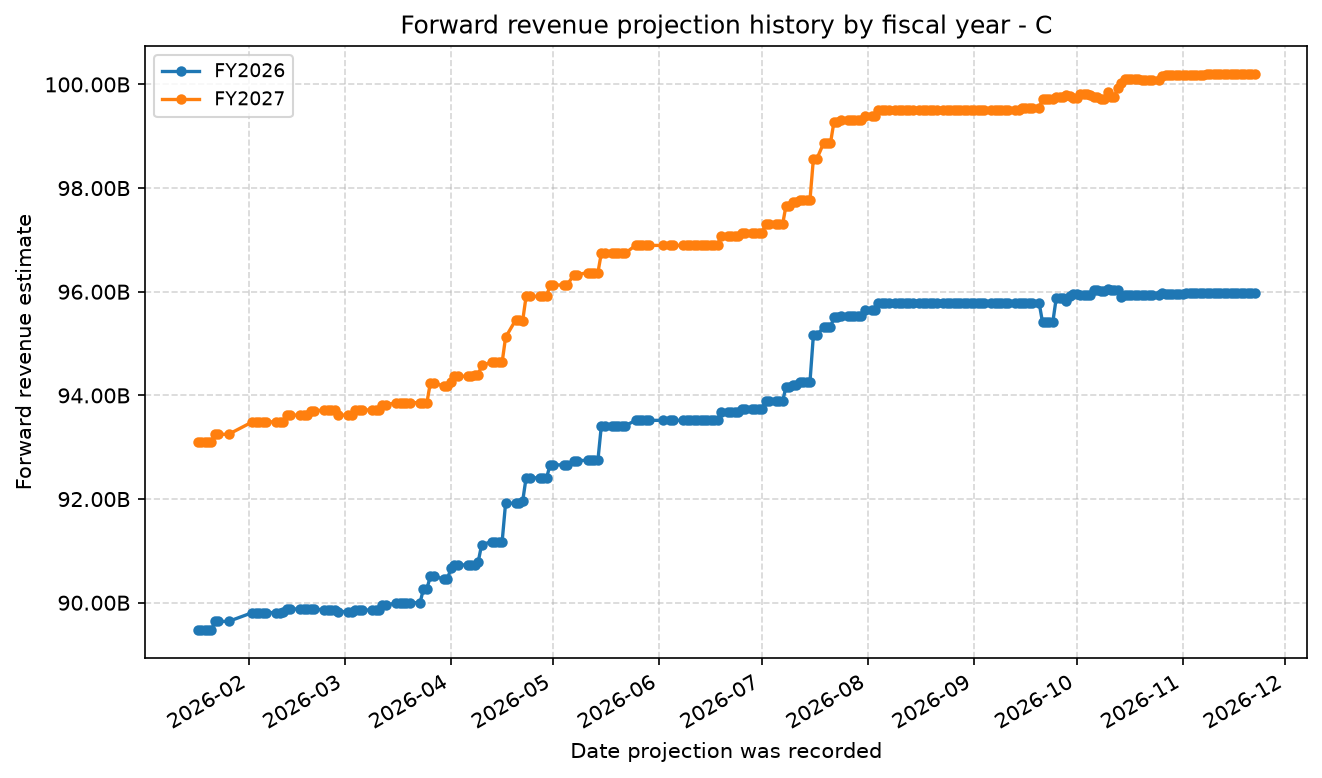 Forward revenue projection history by fiscal year - C
FY2026
FY2027
100.00B
98.00B
96.00B
94.00B
92.00B
90.00B
Forward revenue estimate
2026-02
2026-03
2026-04
2026-05
2026-06
2026-07
2026-08
2026-09
2026-10
2026-11
2026-12
Date projection was recorded